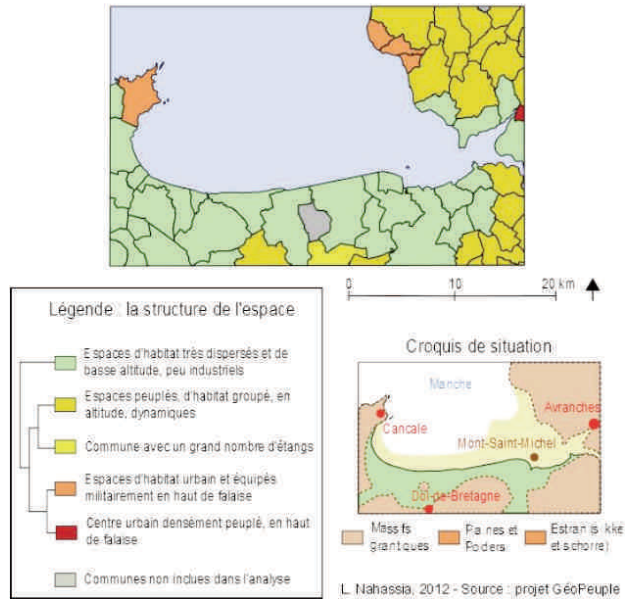 0 10 20 km
Légende : la structure de l'espace
Espaces d'habitat très dispersés et de
basse altitude, peu industriels
Espaces peuplés, d'habitat groupé, en
altitude, dynamiques
Commune avec un grand nombre d'étangs
Espaces d'habitat urbain et équipés
militairement en haut de falaise
Centre urbain densément peuplé, en haut
de falaise
Communes non inclues dans l'analyse
Croquis de situation
Manche
Cancale
Avranches
Mont-Saint-Michel
Dol-de-Bretagne
Massifs
granitiques
Plaines et
Polders
Estran (slikke
et schorre)
L. Nahassia, 2012 - Source : projet GéoPeuple